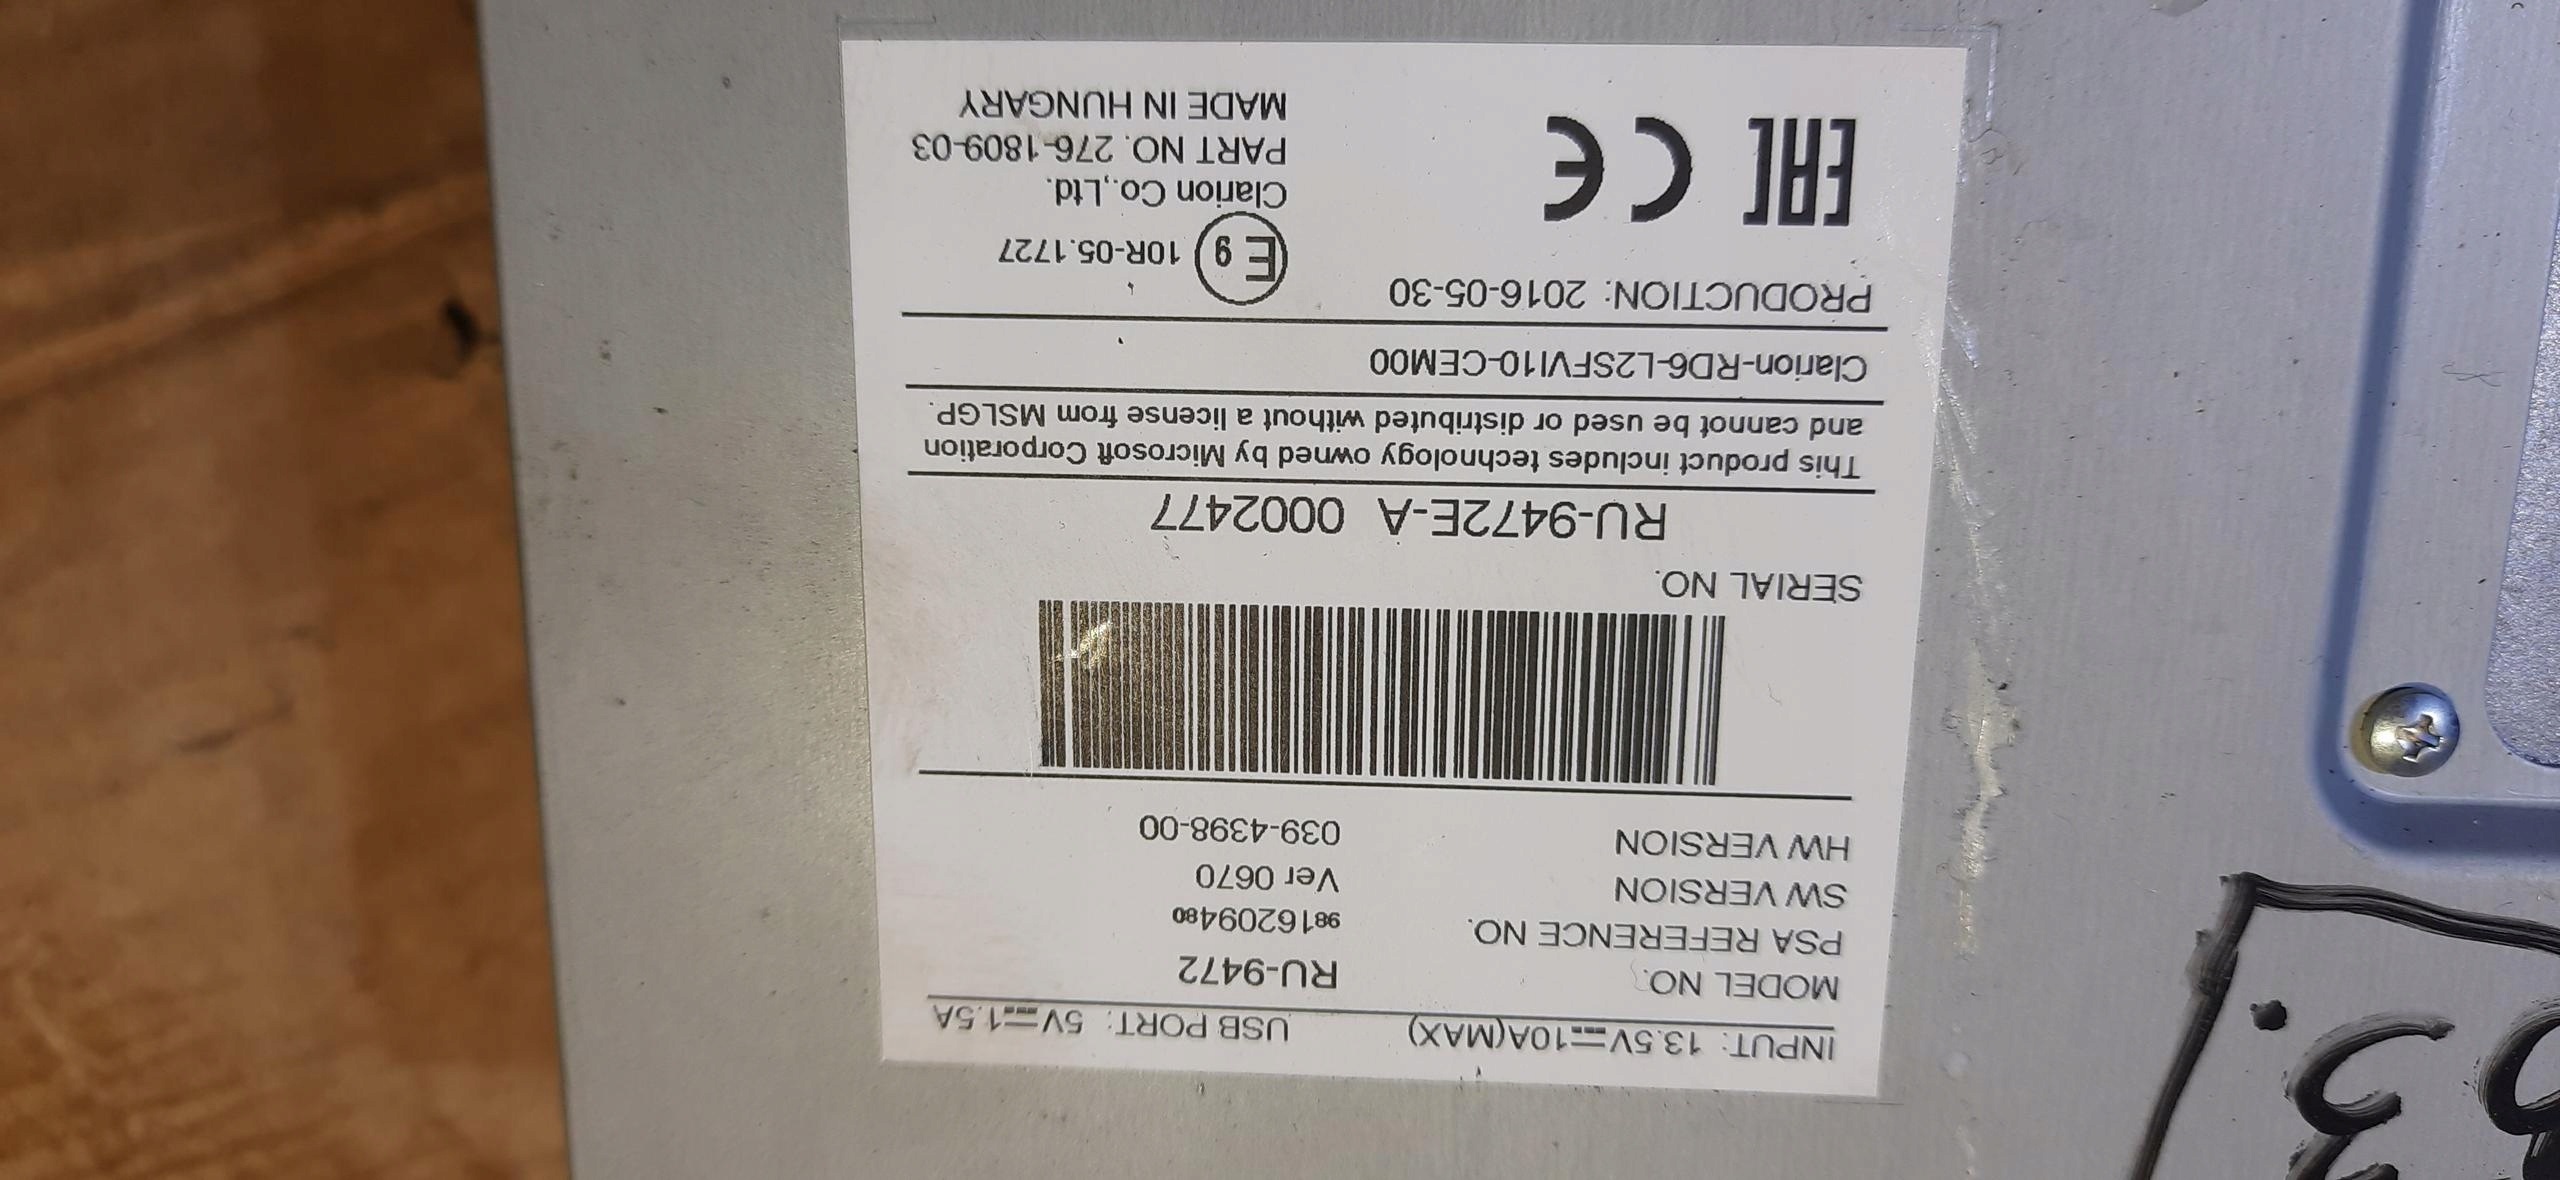 INPUT: 13.5V⎓10A(MAX) USB PORT: 5V⎓1.5A
MODEL NO. RU-9472
PSA REFERENCE NO. 9816209480
SW VERSION Ver 0670
HW VERSION 039-4398-00
SERIAL NO.
RU-9472E-A 0002477
This product includes technology owned by Microsoft Corporation
and cannot be used or distributed without a license from MSLGP.
Clarion-RD6-L2SFVI10-CEM00
PRODUCTION: 2016-05-30
E9 10R-05.1727
EAC CE
Clarion Co.,Ltd.
PART NO. 276-1809-03
MADE IN HUNGARY